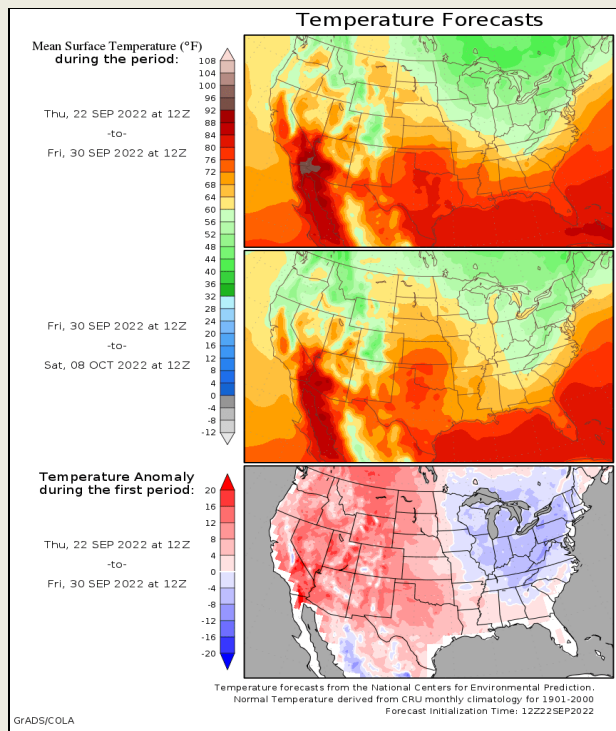 Temperature Forecasts
Mean Surface Temperature (°F)
during the period:
Thu, 22 SEP 2022 at 12Z
-to-
Fri, 30 SEP 2022 at 12Z
108
104
100
96
92
88
84
80
76
72
68
64
60
56
52
48
44
40
36
32
28
24
20
16
12
8
4
0
-4
-8
-12
Fri, 30 SEP 2022 at 12Z
-to-
Sat, 08 OCT 2022 at 12Z
Temperature Anomaly
during the first period:
Thu, 22 SEP 2022 at 12Z
-to-
Fri, 30 SEP 2022 at 12Z
20
16
12
8
4
0
-4
-8
-12
-16
-20
Temperature forecasts from the National Centers for Environmental Prediction.
Normal Temperature derived from CRU monthly climatology for 1901-2000
Forecast Initialization Time: 12Z22SEP2022
GrADS/COLA